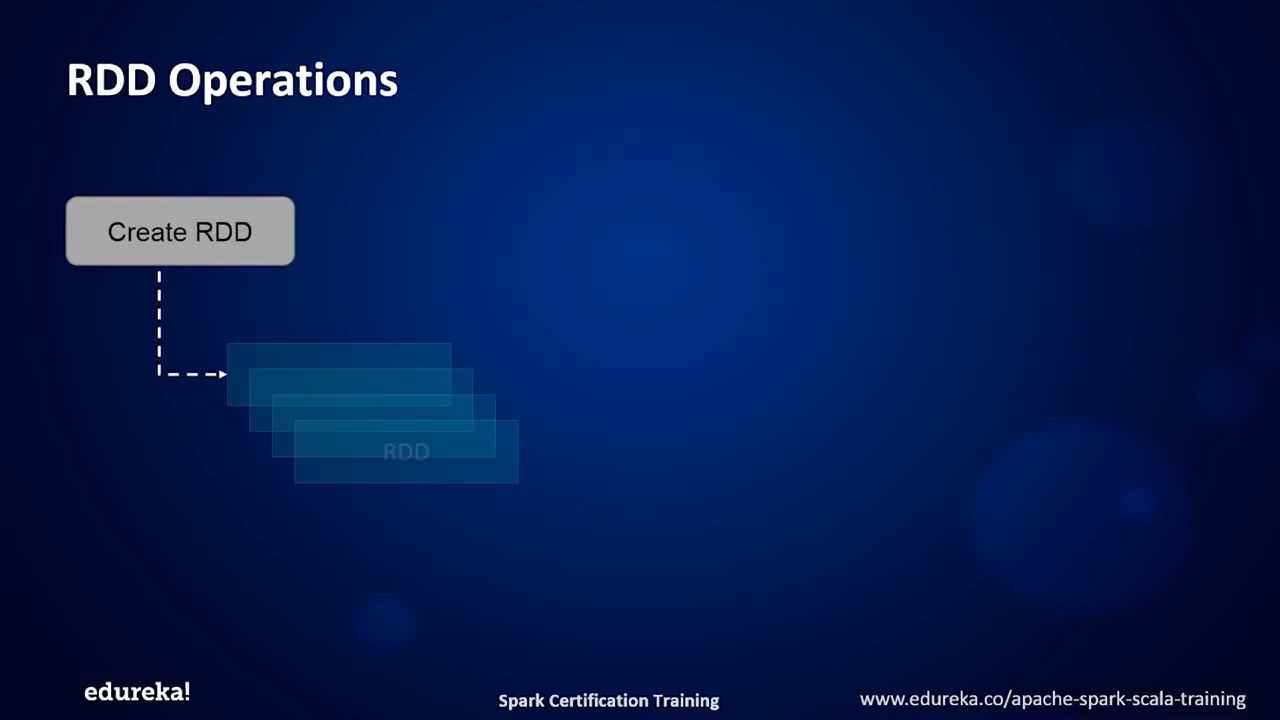 RDD Operations
Create RDD
RDD
edureka!
Spark Certification Training
www.edureka.co/apache-spark-scala-training